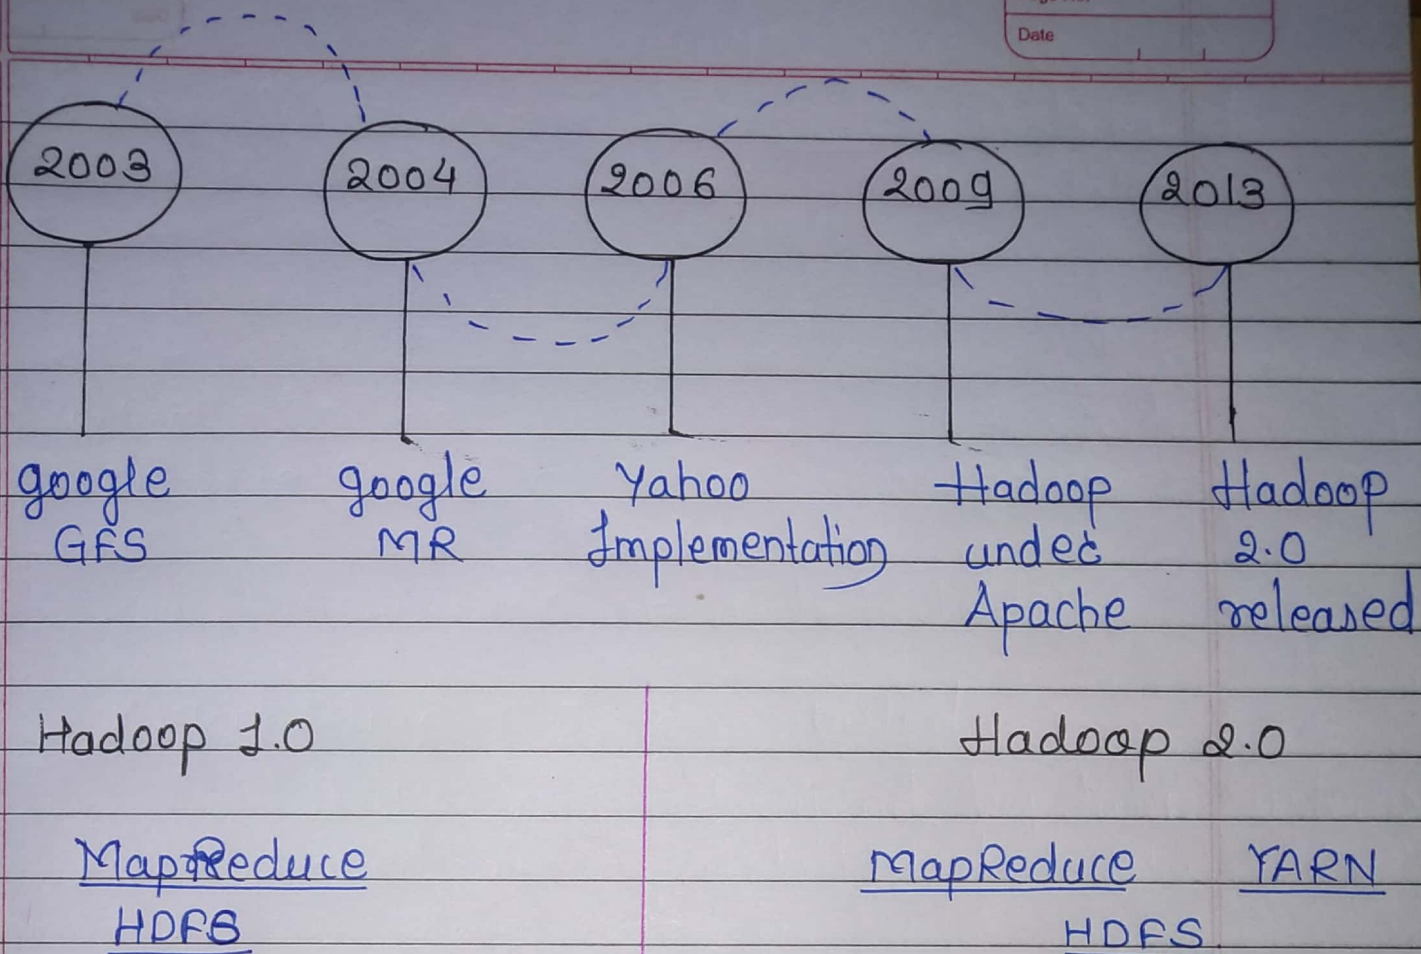 Date
2003 2004 2006 2009 2013
google google Yahoo Hadoop Hadoop
GFS MR Implementation under 2.0
Apache released
Hadoop 1.0 Hadoop 2.0
MapReduce MapReduce YARN
HDFS HDFS